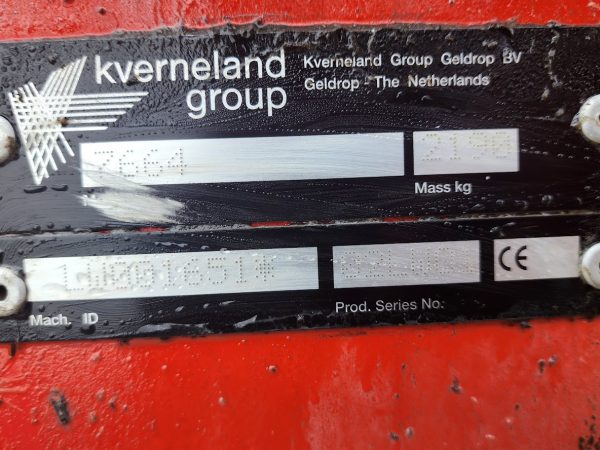 kverneland
group
Kverneland Group Geldrop BV
Geldrop - The Netherlands
7664
2190
Mass kg
CE
Mach. ID
Prod. Series No.